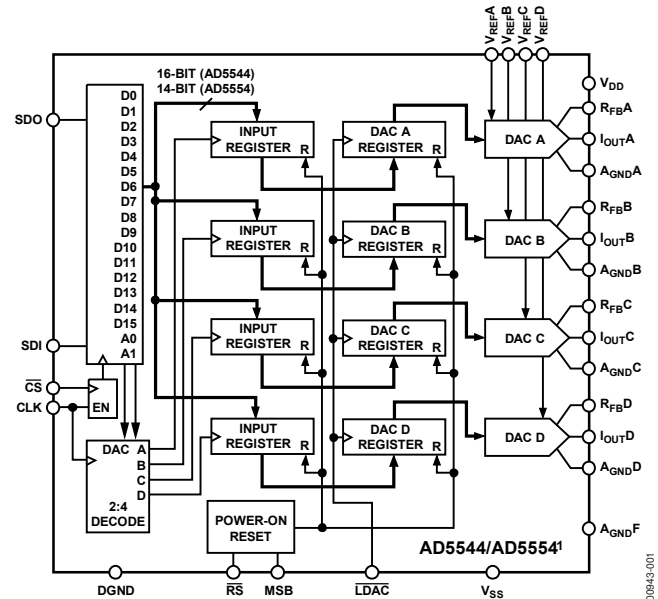 VREFA
VREFB
VREFC
VREFD
16-BIT (AD5544)
14-BIT (AD5554)
VDD
SDO
D0
D1
D2
D3
D4
D5
D6
D7
D8
D9
D10
D11
D12
D13
D14
D15
A0
A1
SDI
CS
CLK
EN
DAC A
B
C
D
2:4
DECODE
INPUT
REGISTER
R
DAC A
REGISTER
R
DAC A
RFBA
IOUTA
AGNDA
INPUT
REGISTER
R
DAC B
REGISTER
R
DAC B
RFBB
IOUTB
AGNDB
INPUT
REGISTER
R
DAC C
REGISTER
R
DAC C
RFBC
IOUTC
AGNDC
INPUT
REGISTER
R
DAC D
REGISTER
R
DAC D
RFBD
IOUTD
AGNDD
POWER-ON
RESET
AD5544/AD5554¹
AGNDF
DGND
RS
MSB
LDAC
VSS
00943-001